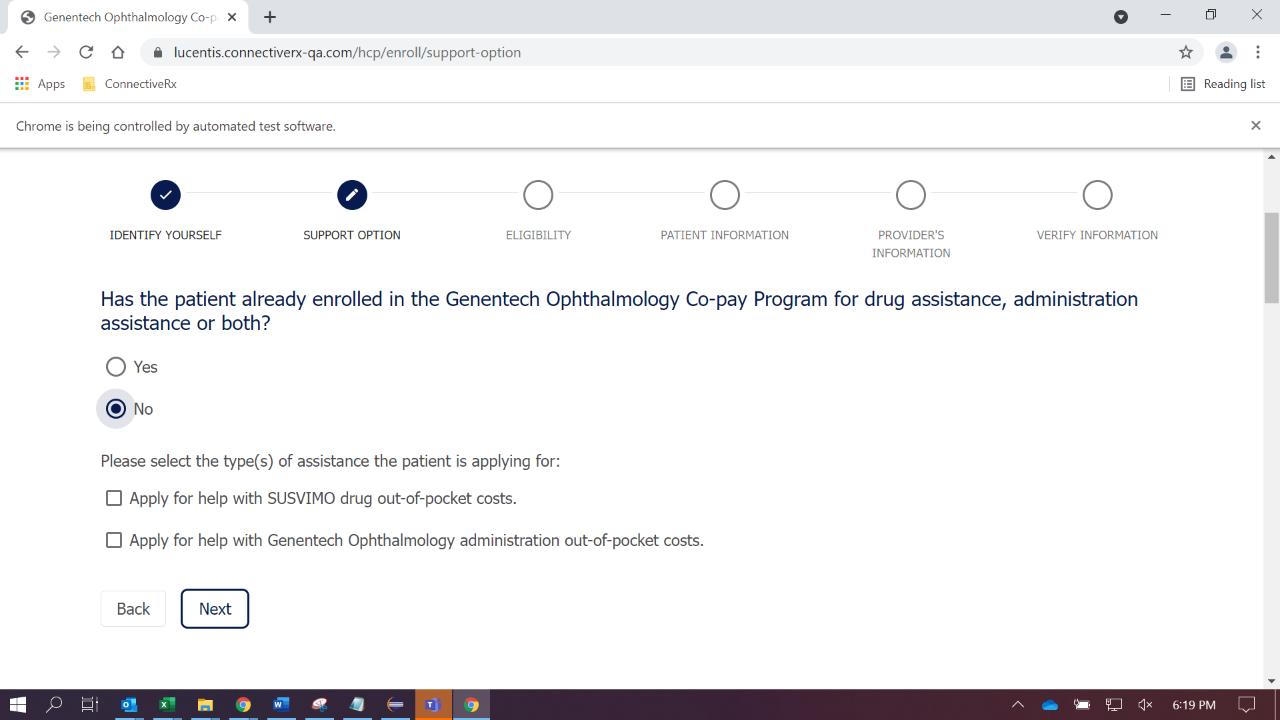 Genentech Ophthalmology Co-p
lucentis.connectiverx-qa.com/hcp/enroll/support-option
Apps
ConnectiveRx
Reading list
Chrome is being controlled by automated test software.
IDENTIFY YOURSELF
SUPPORT OPTION
ELIGIBILITY
PATIENT INFORMATION
PROVIDER'S
INFORMATION
VERIFY INFORMATION
Has the patient already enrolled in the Genentech Ophthalmology Co-pay Program for drug assistance, administration
assistance or both?
Yes
No
Please select the type(s) of assistance the patient is applying for:
Apply for help with SUSVIMO drug out-of-pocket costs.
Apply for help with Genentech Ophthalmology administration out-of-pocket costs.
Back
Next
6:19 PM